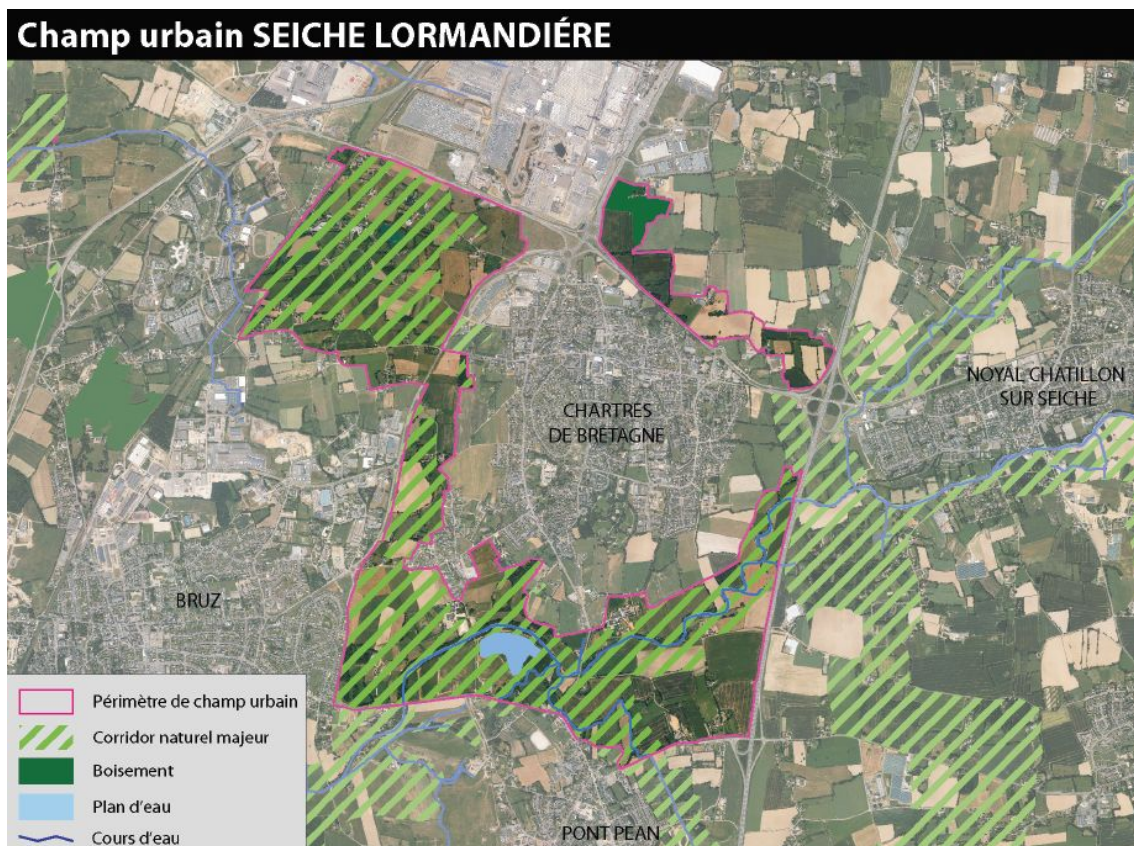 Champ urbain SEICHE LORMANDIÉRE
NOYAL CHATILLON
SUR SEICHE
CHARTRES
DE BRETAGNE
BRUZ
PONT PEAN
Périmètre de champ urbain
Corridor naturel majeur
Boisement
Plan d'eau
Cours d'eau